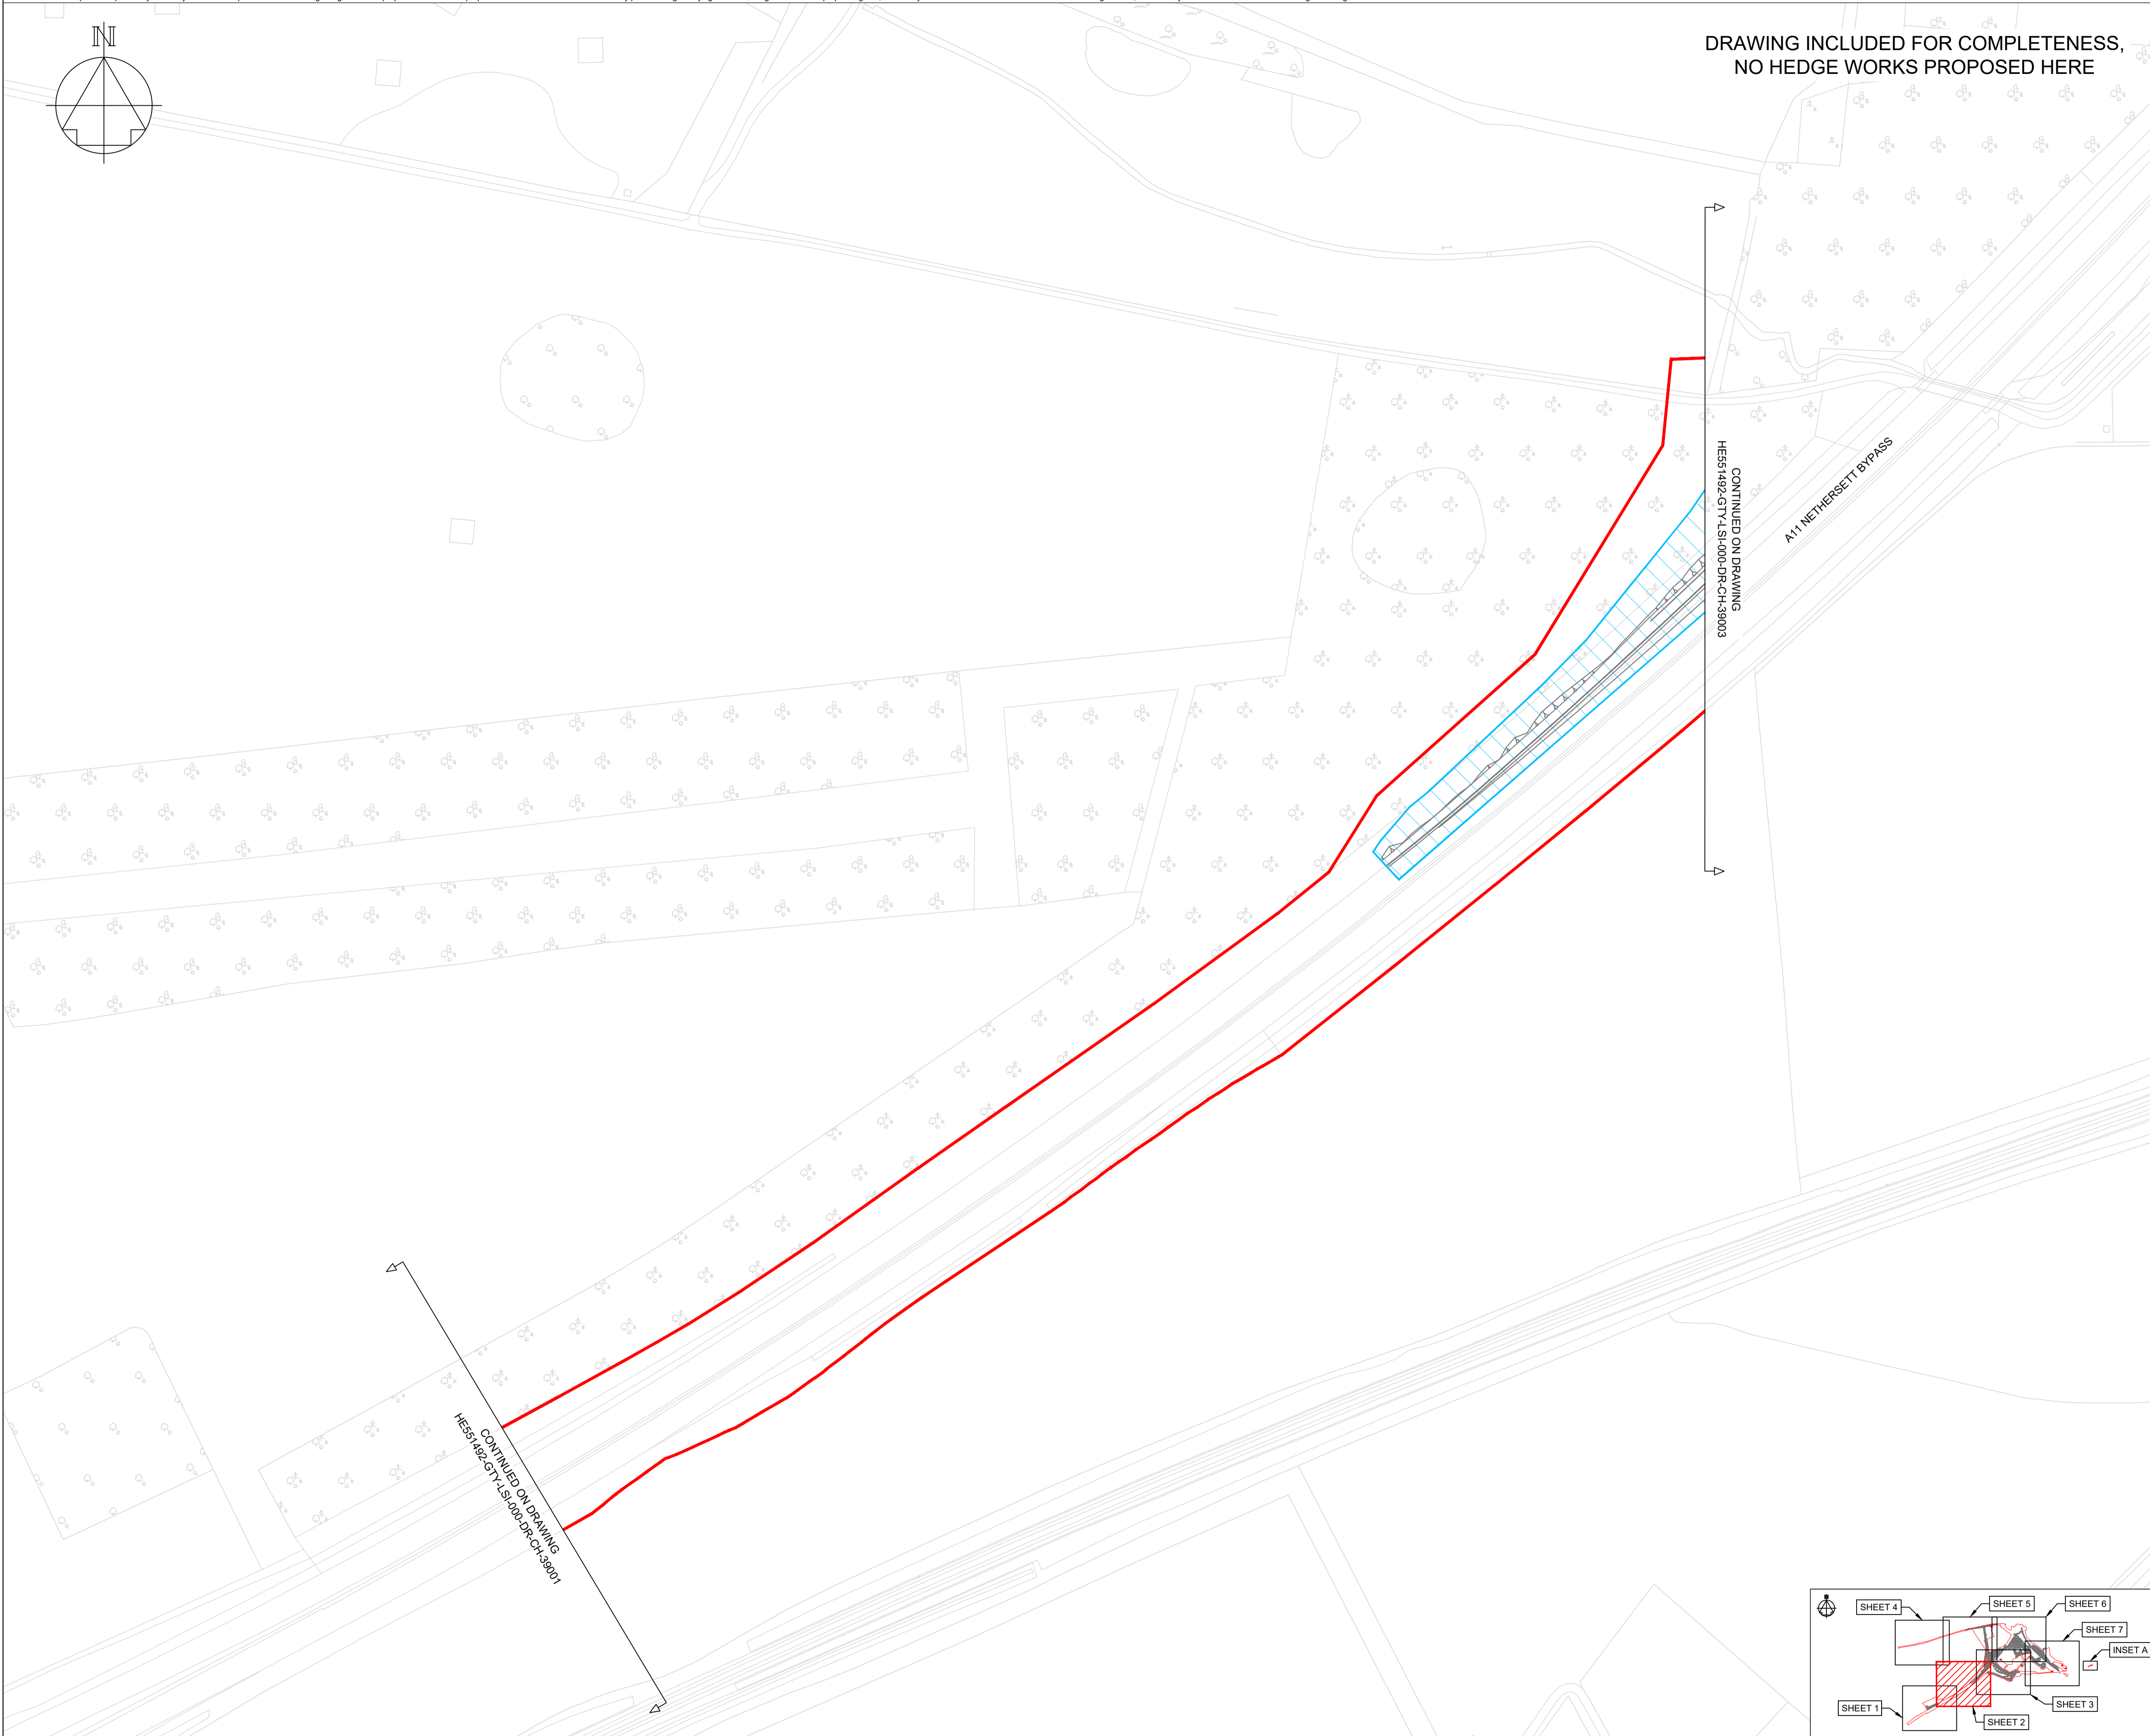 N
DRAWING INCLUDED FOR COMPLETENESS,
NO HEDGE WORKS PROPOSED HERE
A11 NETHERSETT BYPASS
CONTINUED ON DRAWING
HE551492-GTY-LSI-000-DR-CH-39003
CONTINUED ON DRAWING
HE551492-GTY-LSI-000-DR-CH-39001
SHEET 4
SHEET 5
SHEET 6
SHEET 7
INSET A
SHEET 1
SHEET 3
SHEET 2